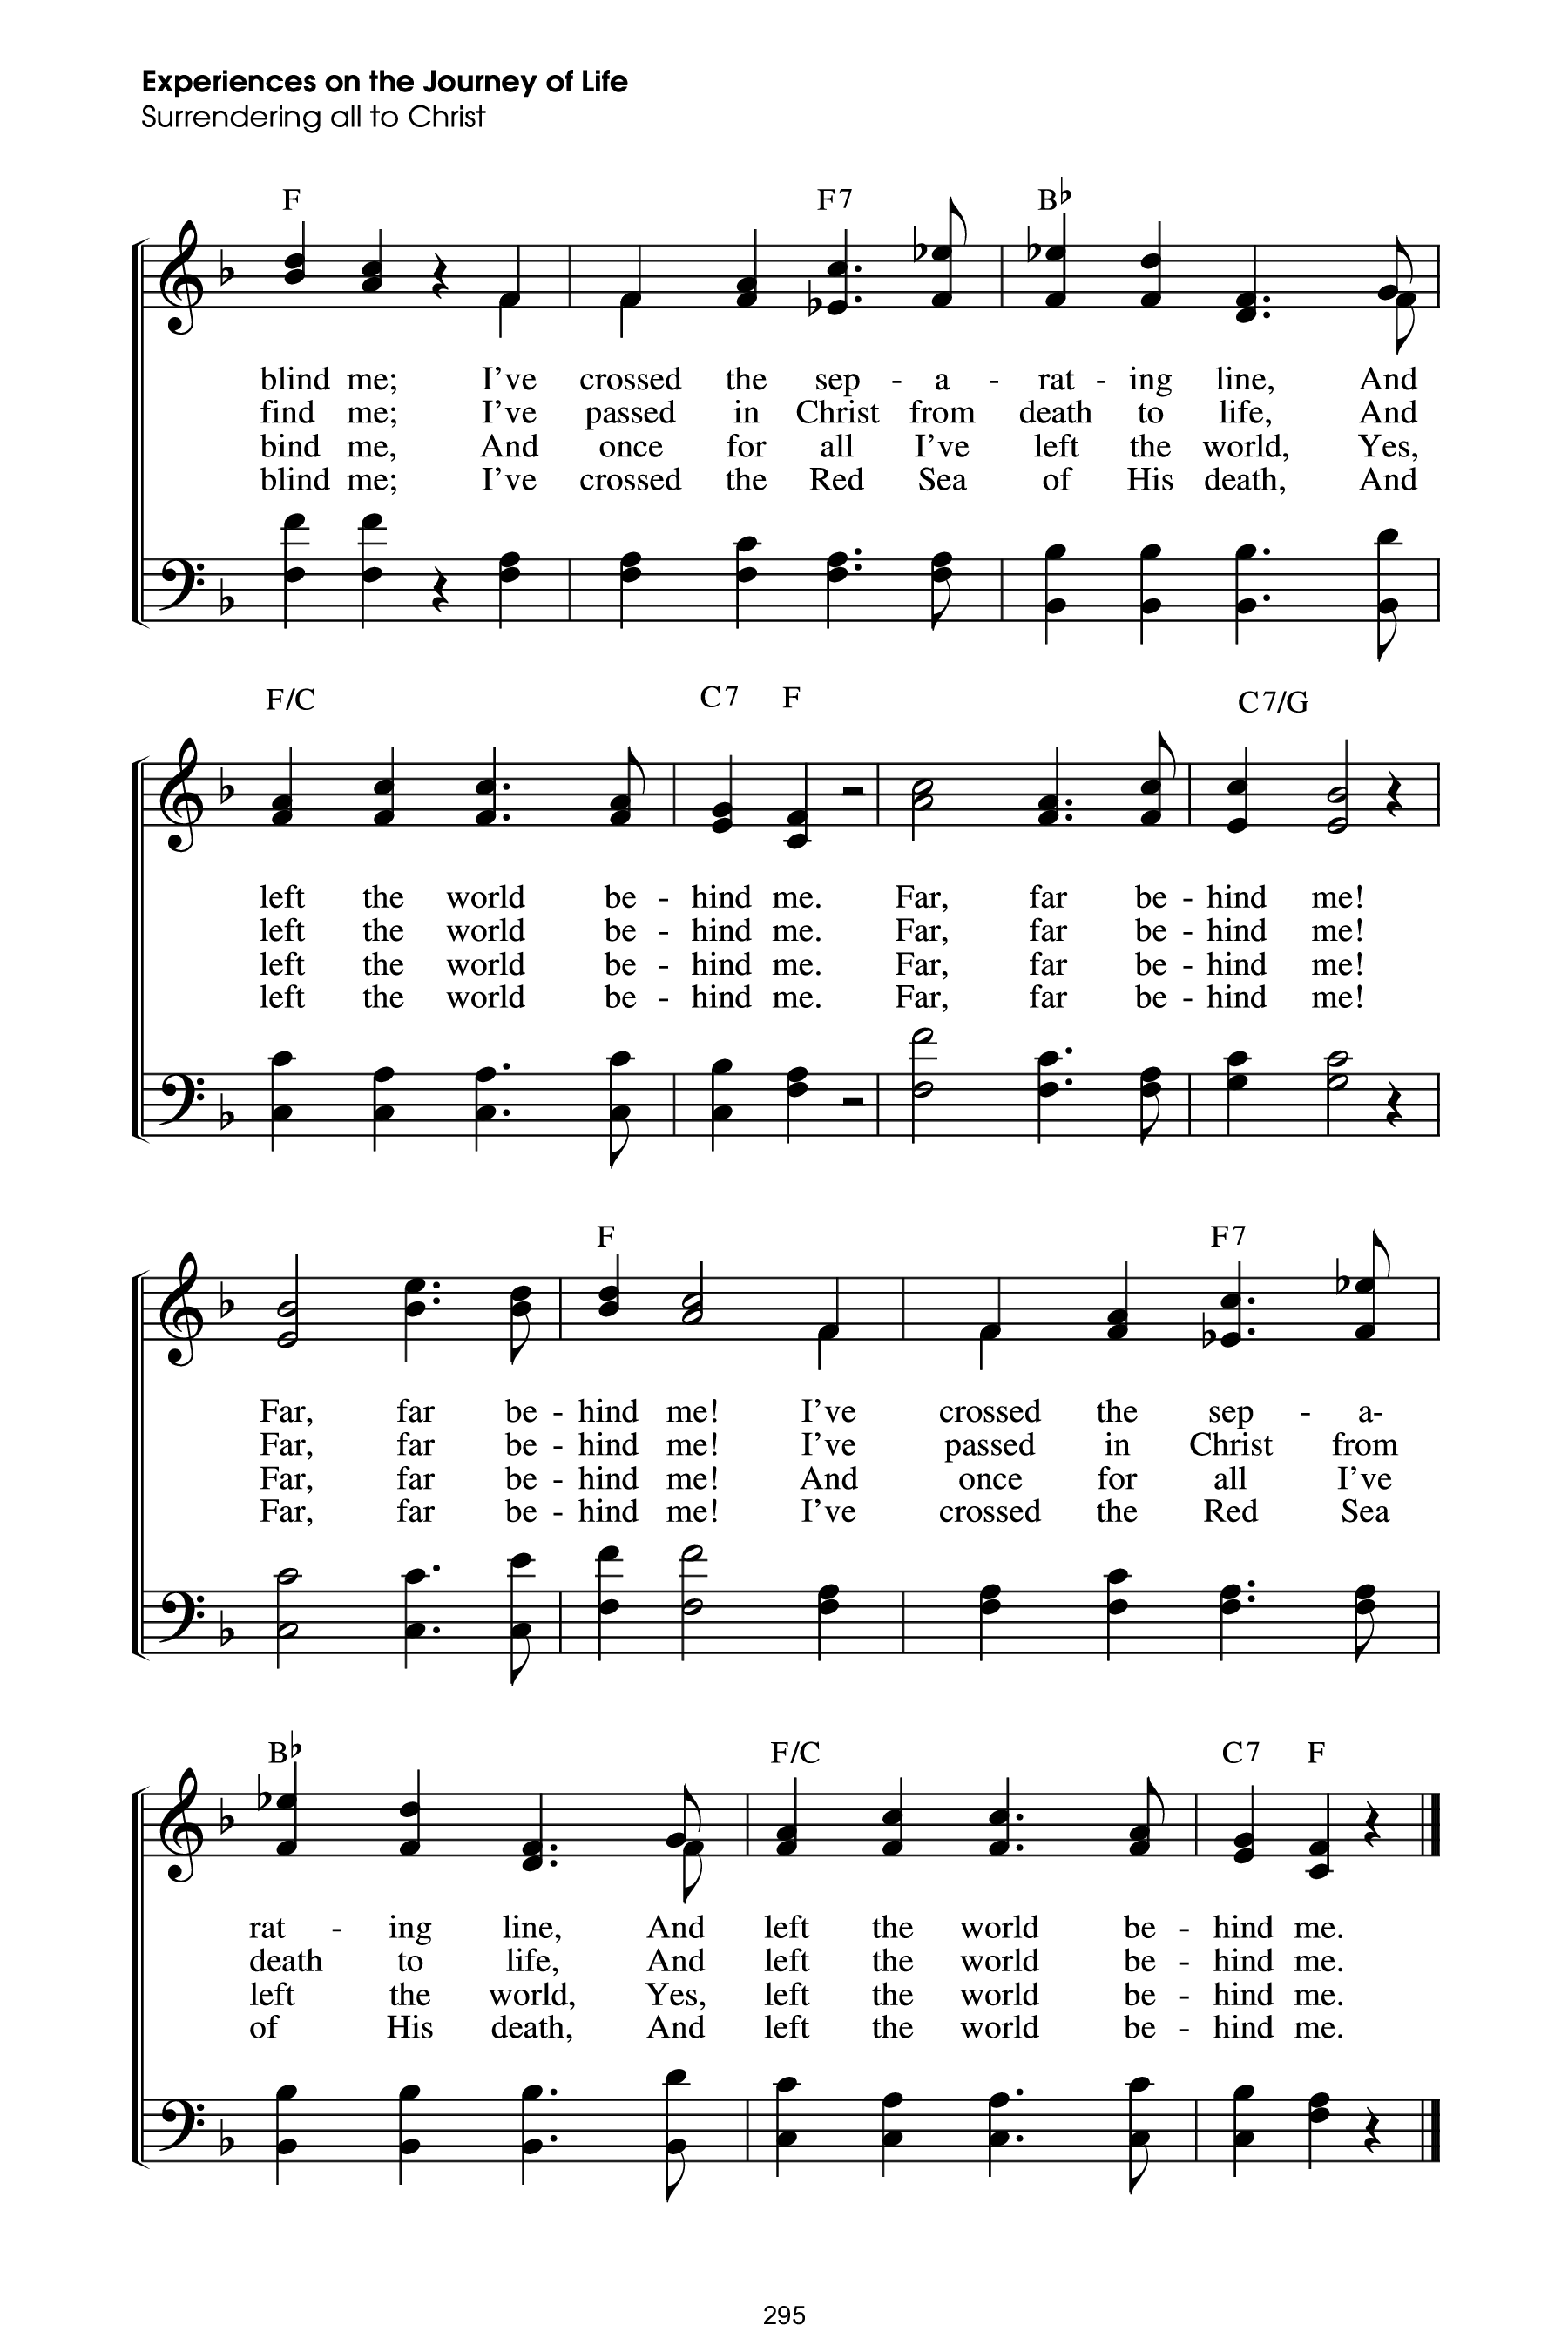 Experiences on the Journey of Life
Surrendering all to Christ
F F7 B♭
blind me; I've crossed the sep - a - rat - ing line, And
find me; I've passed in Christ from death to life, And
bind me, And once for all I've left the world, Yes,
blind me; I've crossed the Red Sea of His death, And
F/C C7 F C7/G
left the world be - hind me. Far, far be - hind me!
left the world be - hind me. Far, far be - hind me!
left the world be - hind me. Far, far be - hind me!
left the world be - hind me. Far, far be - hind me!
F F7
Far, far be - hind me! I've crossed the sep - a-
Far, far be - hind me! I've passed in Christ from
Far, far be - hind me! And once for all I've
Far, far be - hind me! I've crossed the Red Sea
B♭ F/C C7 F
rat - ing line, And left the world be - hind me.
death to life, And left the world be - hind me.
left the world, Yes, left the world be - hind me.
of His death, And left the world be - hind me.
295